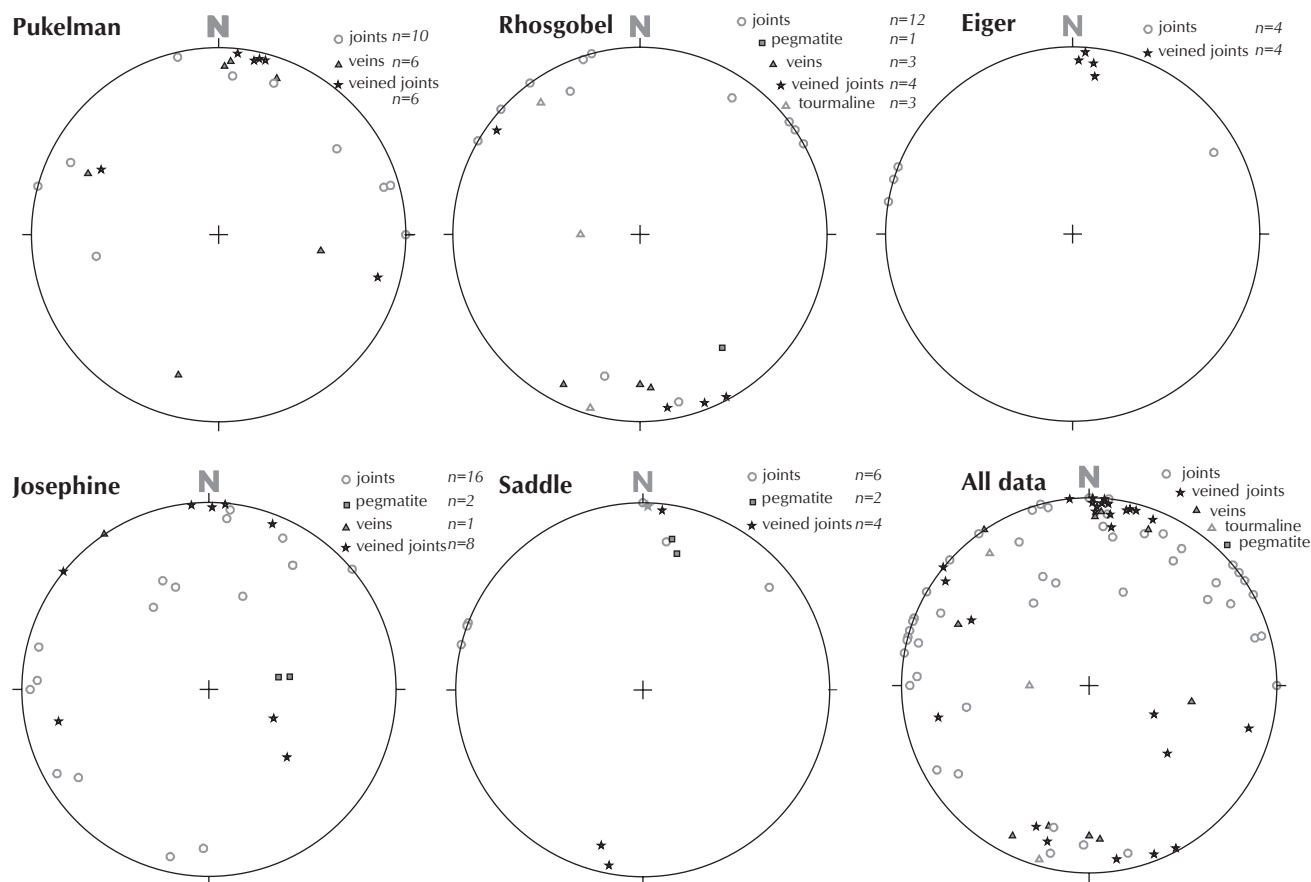 Pukelman
N
joints n=10
veins n=6
veined joints
n=6
Rhosgobel
N
joints n=12
pegmatite n=1
veins n=3
veined joints n=4
tourmaline n=3
Eiger
N
joints n=4
veined joints n=4
Josephine
N
joints n=16
pegmatite n=2
veins n=1
veined joints n=8
Saddle
N
joints n=6
pegmatite n=2
veined joints n=4
All data
N
joints
veined joints
veins
tourmaline
pegmatite